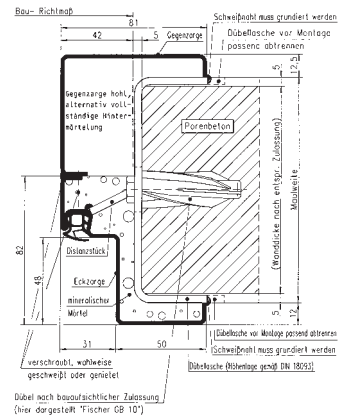 Bau- Richtmaß
81
42
5
Gegenzarge
Schweißnaht muss grundiert werden
Dübellasche vor Montage
passend abtrennen
5
12,5
Gegenzarge hohl,
alternativ voll-
ständige Hinter-
mörtelung
Porenbeton
(Wanddicke nach entspr. Zulassung)
Maulweite
82
48
Distanzstück
Eckzarge
mineralischer
Mörtel
5
12,5
31
50
Dübellasche vor Montage passend abtrennen
Schweißnaht muss grundiert werden
Dübellasche (Höhenlage gemäß DIN 18093)
verschraubt, wahlweise
geschweißt oder genietet
Dübel nach bauaufsichtlicher Zulassung
(hier dargestellt "Fischer GB 10")